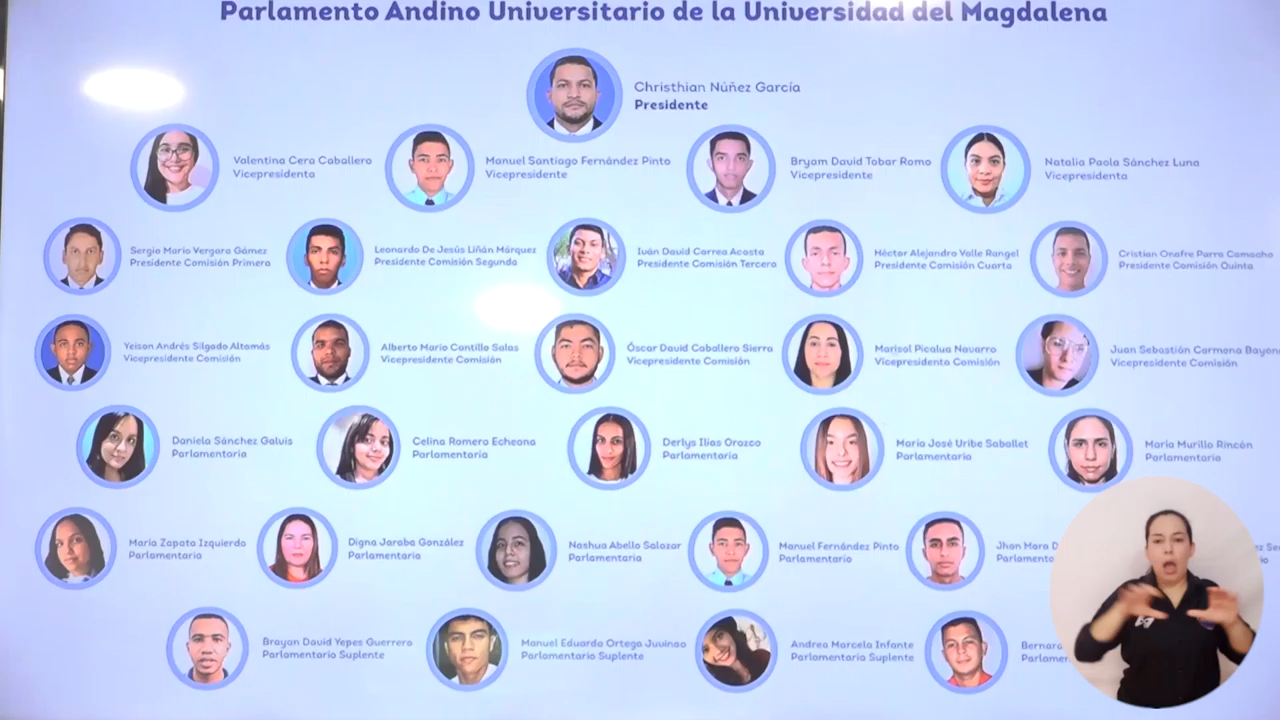 Parlamento Andino Universitario de la Universidad del Magdalena
Christhian Núñez García
Presidente
Valentina Cera Caballero
Vicepresidenta
Manuel Santiago Fernández Pinto
Vicepresidente
Bryam David Tobar Romo
Vicepresidente
Natalia Paola Sánchez Luna
Vicepresidenta
Sergio Mario Vergara Gámez
Presidente Comisión Primera
Leonardo De Jesús Liñán Márquez
Presidente Comisión Segunda
Iván David Correa Acosta
Presidente Comisión Tercera
Héctor Alejandro Valle Rangel
Presidente Comisión Cuarta
Cristian Onofre Parra Camacho
Presidente Comisión Quinta
Yeison Andrés Silgado Altamás
Vicepresidente Comisión
Alberto Mario Cantillo Salas
Vicepresidente Comisión
Óscar David Caballero Sierra
Vicepresidente Comisión
Marisol Picalua Navarro
Vicepresidenta Comisión
Juan Sebastián Carmona Bayon
Vicepresidente Comisión
Daniela Sánchez Galvis
Parlamentaria
Celina Romero Echeona
Parlamentaria
Derlys Ilias Orozco
Parlamentaria
María José Uribe Saballet
Parlamentaria
María Murillo Rincón
Parlamentaria
María Zapata Izquierdo
Parlamentaria
Digna Jaraba González
Parlamentaria
Nashua Abello Salazar
Parlamentaria
Manuel Fernández Pinto
Parlamentario
Jhan Mora D
Parlamento
Brayan David Yepes Guerrero
Parlamentario Suplente
Manuel Eduardo Ortega Juvinao
Parlamentario Suplente
Andrea Marcela Infante
Parlamentaria Suplente
Bernard
Parlamen